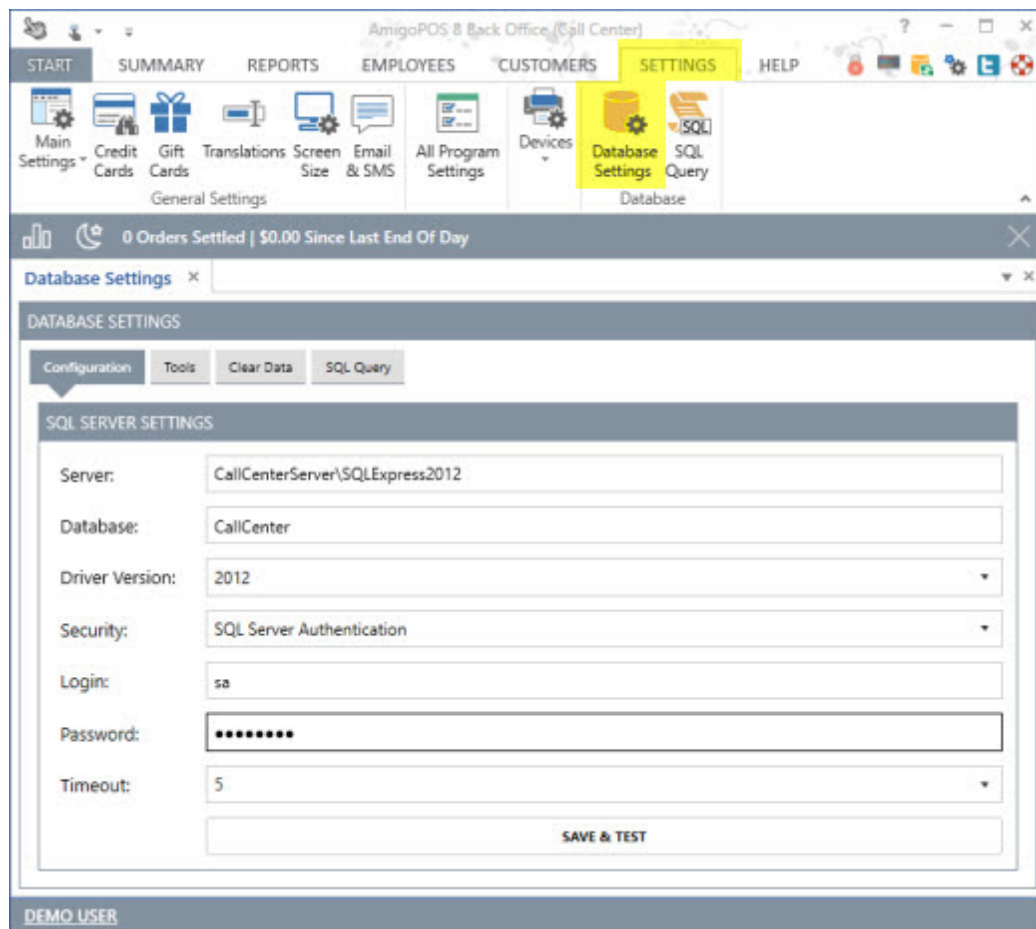 AmigoPOS 8 Back Office (Call Center)
START SUMMARY REPORTS EMPLOYEES CUSTOMERS SETTINGS HELP
Main Settings
Credit Cards
Gift Cards
Translations
Screen Size
Email & SMS
All Program Settings
Devices
Database Settings
SQL
SQL Query
General Settings
Database
0 Orders Settled | $0.00 Since Last End Of Day
Database Settings
DATABASE SETTINGS
Configuration Tools Clear Data SQL Query
SQL SERVER SETTINGS
Server: CallCenterServer\SQLExpress2012
Database: CallCenter
Driver Version: 2012
Security: SQL Server Authentication
Login: sa
Password: ••••••••
Timeout: 5
SAVE & TEST
DEMO USER